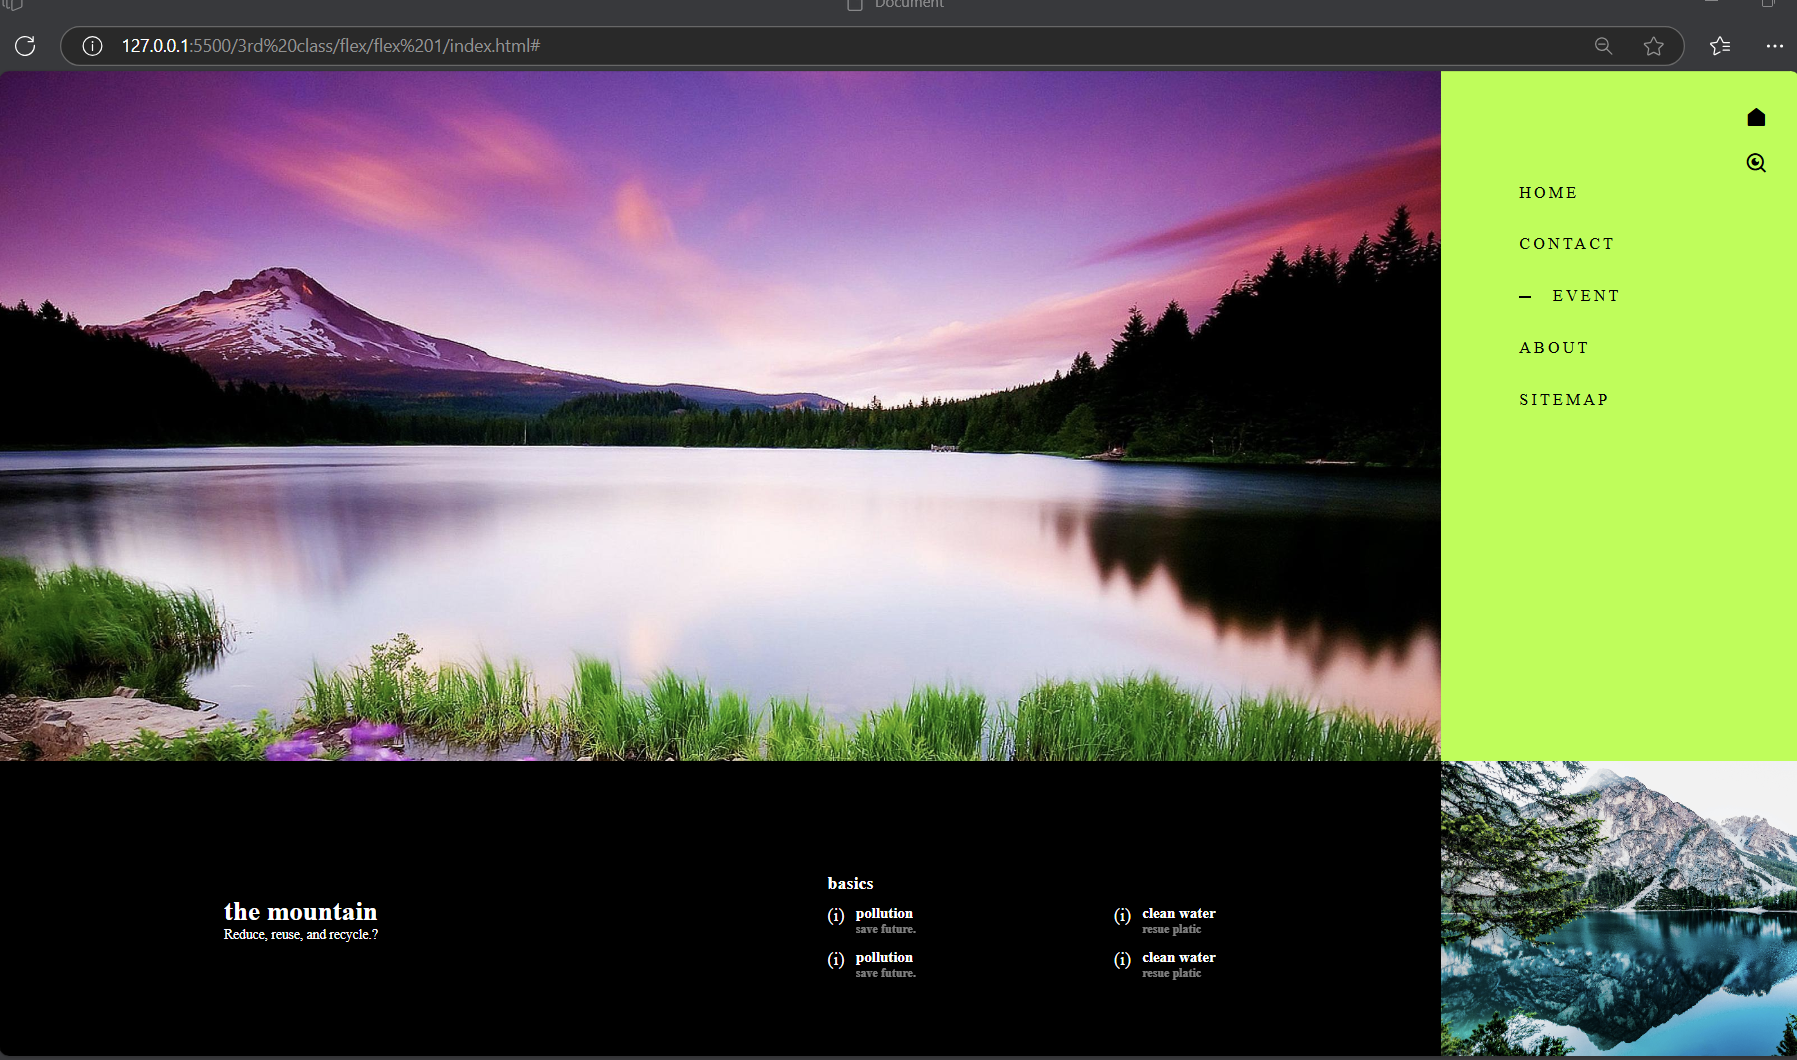 Document
127.0.0.1:5500/3rd%20class/flex/flex%201/index.html#
HOME
CONTACT
EVENT
ABOUT
SITEMAP
the mountain
Reduce, reuse, and recycle.?
basics
(i) pollution
save future.
(i) clean water
resue platic
(i) pollution
save future.
(i) clean water
resue platic